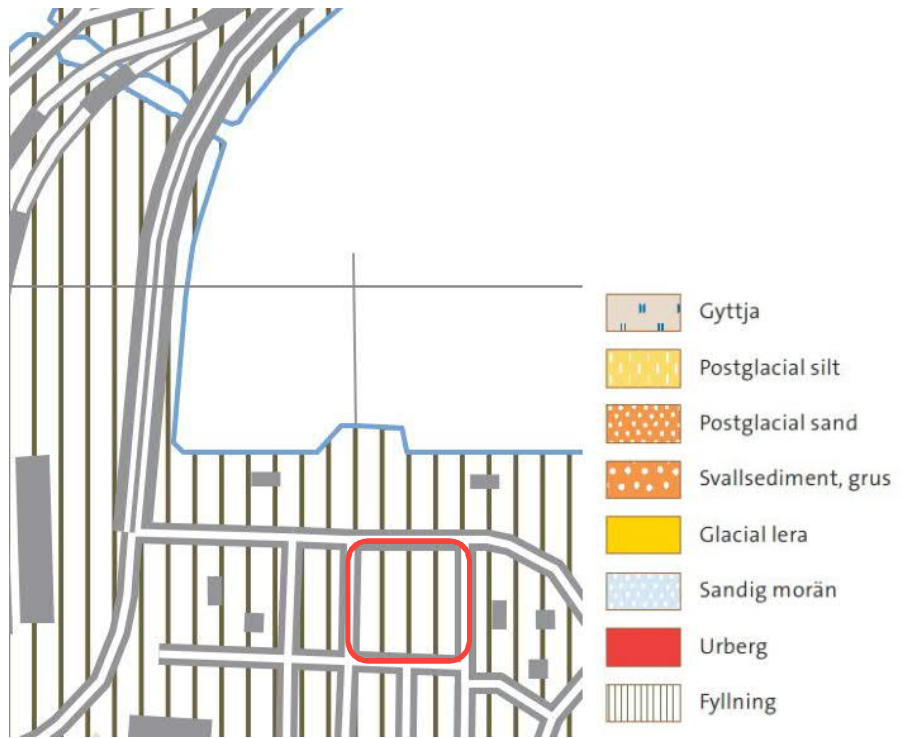 Gyttja
Postglacial silt
Postglacial sand
Svallsediment, grus
Glacial lera
Sandig morän
Urberg
Fyllning